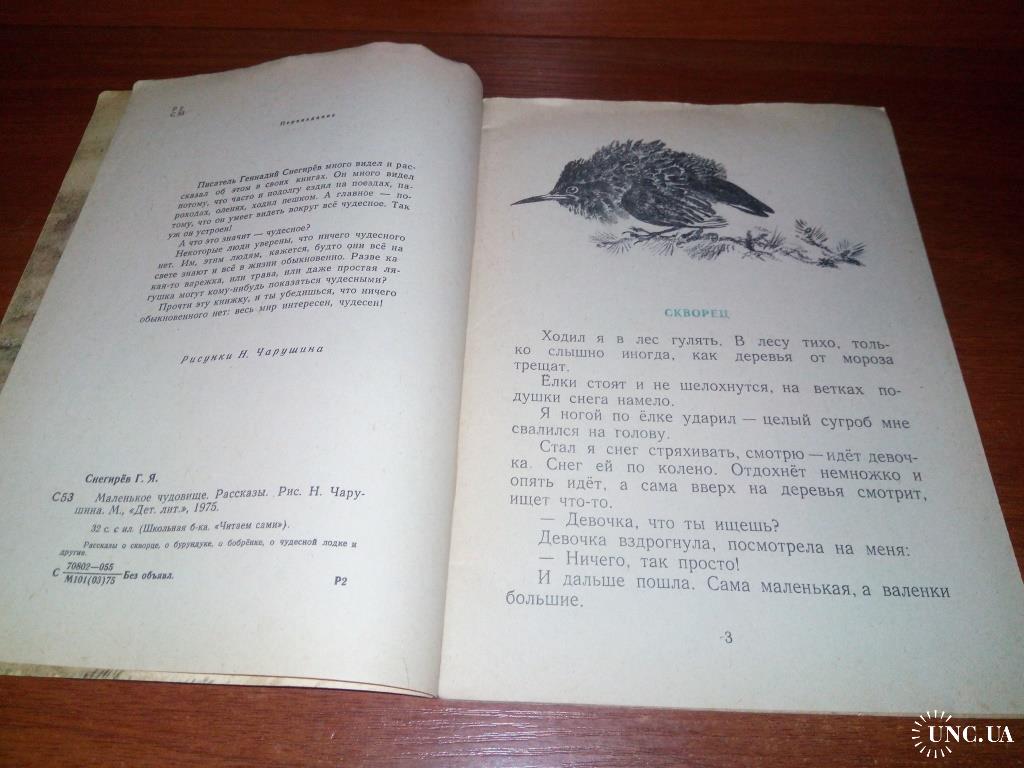 Р 2
С 53
Переиздание
Писатель Геннадий Снегирёв много видел и рас-
сказал об этом в своих книгах. Он много видел
потому, что часто и подолгу ездил на поездах, па-
роходах, оленях, ходил пешком. А главное — по-
тому, что он умеет видеть вокруг всё чудесное. Так
уж он устроен!
А что это значит — чудесное?
Некоторые люди уверены, что ничего чудесного
нет. Им, этим людям, кажется, будто они всё на
свете знают и всё в жизни обыкновенно. Разве ка-
кая-то варежка, или трава, или даже простая ля-
гушка могут кому-нибудь показаться чудесными?
Прочти эту книжку, и ты убедишься, что ничего
обыкновенного нет: весь мир интересен, чудесен!
Рисунки Н. Чарушина
Снегирёв Г. Я.
С53 Маленькое чудовище. Рассказы. Рис. Н. Чару-
шина. М., «Дет. лит.», 1975.
32 с. с ил. (Школьная б-ка. «Читаем сами»).
Рассказы о скворце, о бурундуке, о бобрёнке, о чудесной лодке и
другие.
С 70802—055
М101(03)75 Без объявл. Р2
СКВОРЕЦ
Ходил я в лес гулять. В лесу тихо, толь-
ко слышно иногда, как деревья от мороза
трещат.
Ёлки стоят и не шелохнутся, на ветках по-
душки снега намело.
Я ногой по ёлке ударил — целый сугроб мне
свалился на голову.
Стал я снег стряхивать, смотрю — идёт девоч-
ка. Снег ей по колено. Отдохнёт немножко и
опять идёт, а сама вверх на деревья смотрит,
ищет что-то.
— Девочка, что ты ищешь?
Девочка вздрогнула, посмотрела на меня:
— Ничего, так просто!
И дальше пошла. Сама маленькая, а валенки
большие.
3
UNC.UA